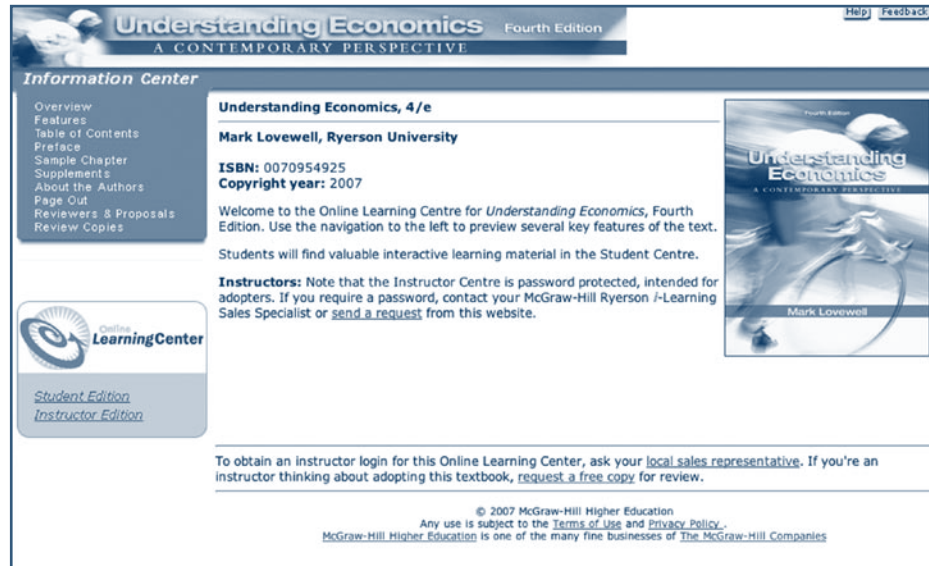 Help Feedback
Understanding Economics Fourth Edition
A CONTEMPORARY PERSPECTIVE
Information Center
Overview
Features
Table of Contents
Preface
Sample Chapter
Supplements
About the Authors
Page Out
Reviewers & Proposals
Review Copies
Online
LearningCenter
Student Edition
Instructor Edition
Understanding Economics, 4/e
Mark Lovewell, Ryerson University
ISBN: 0070954925
Copyright year: 2007
Welcome to the Online Learning Centre for Understanding Economics, Fourth
Edition. Use the navigation to the left to preview several key features of the text.
Students will find valuable interactive learning material in the Student Centre.
Instructors: Note that the Instructor Centre is password protected, intended for
adopters. If you require a password, contact your McGraw-Hill Ryerson i-Learning
Sales Specialist or send a request from this website.
Fourth Edition
Understanding
Economics
A CONTEMPORARY PERSPECTIVE
Mark Lovewell
To obtain an instructor login for this Online Learning Center, ask your local sales representative. If you're an
instructor thinking about adopting this textbook, request a free copy for review.
© 2007 McGraw-Hill Higher Education
Any use is subject to the Terms of Use and Privacy Policy.
McGraw-Hill Higher Education is one of the many fine businesses of The McGraw-Hill Companies